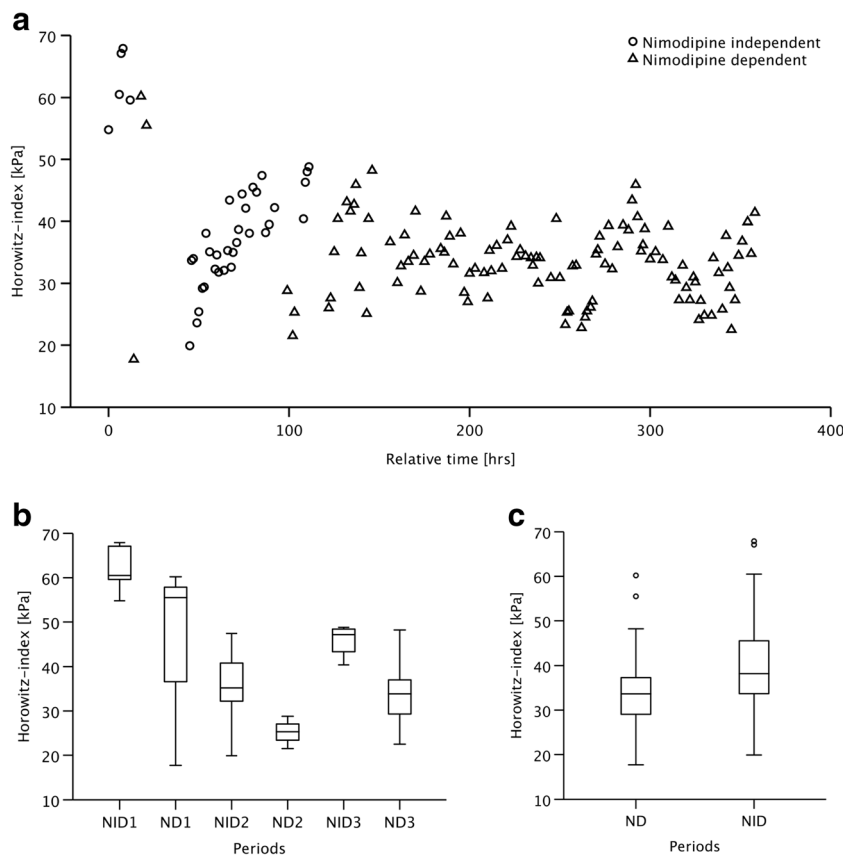 a
70
60
50
40
30
20
10
Horowitz-index [kPa]
0
100
200
300
400
Relative time [hrs]
Nimodipine independent
Nimodipine dependent
b
70
60
50
40
30
20
10
Horowitz-index [kPa]
NID1
ND1
NID2
ND2
NID3
ND3
Periods
c
70
60
50
40
30
20
10
Horowitz-index [kPa]
ND
NID
Periods